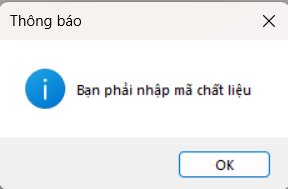 Thông báo
Bạn phải nhập mã chất liệu
OK